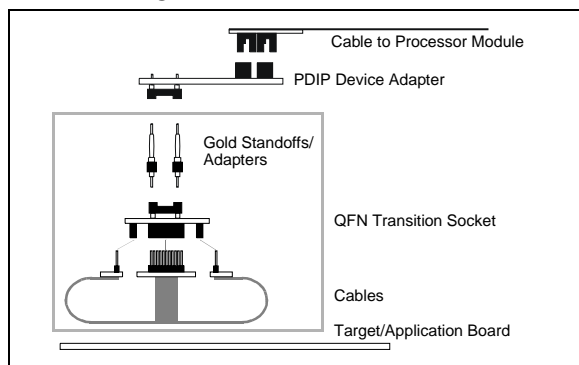 Cable to Processor Module
PDIP Device Adapter
Gold Standoffs/
Adapters
QFN Transition Socket
Cables
Target/Application Board